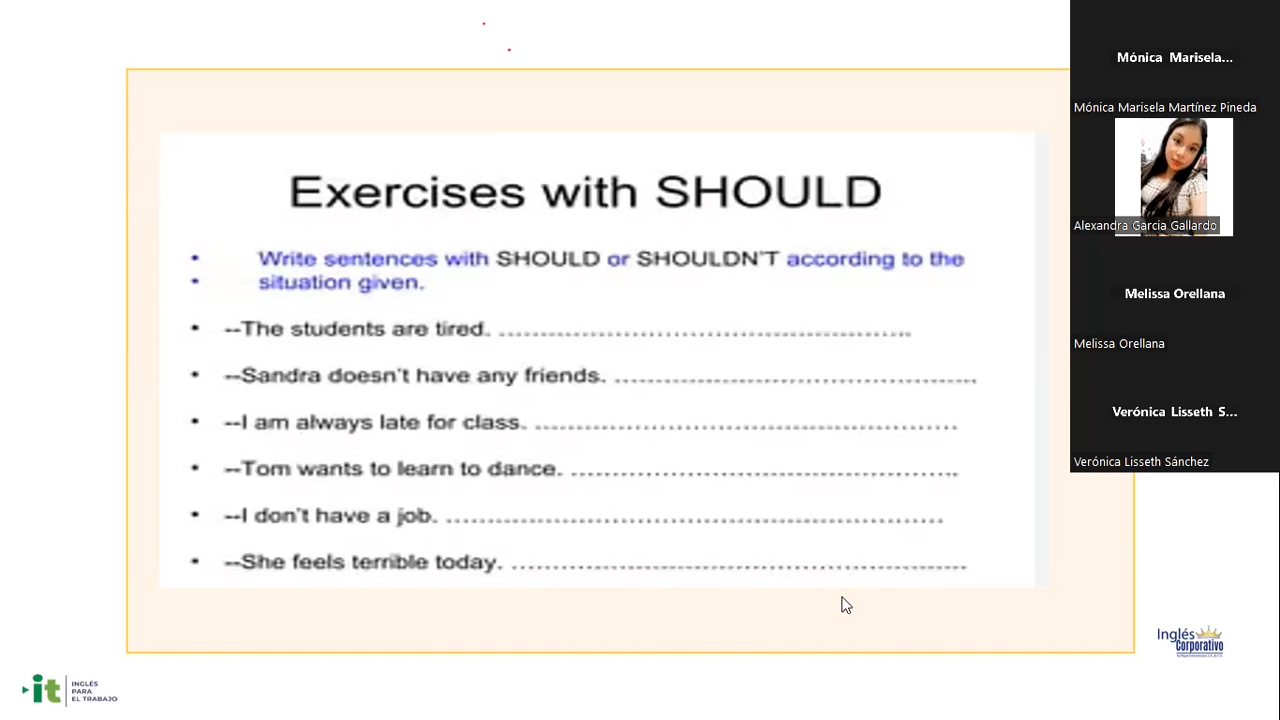 Exercises with SHOULD
• Write sentences with SHOULD or SHOULDN'T according to the
• situation given.
• --The students are tired. ……………………………………………..
• --Sandra doesn't have any friends. ……………………………………….
• --I am always late for class. ………………………………………………
• --Tom wants to learn to dance. …………………………………………..
• --I don't have a job. ………………………………………………………
• --She feels terrible today. …………………………………………………
Mónica Marisela...
Mónica Marisela Martínez Pineda
Alexandra Garcia Gallardo
Melissa Orellana
Melissa Orellana
Verónica Lisseth S...
Verónica Lisseth Sánchez
it
INGLÉS
PARA
EL TRABAJO
Inglés
Corporativo